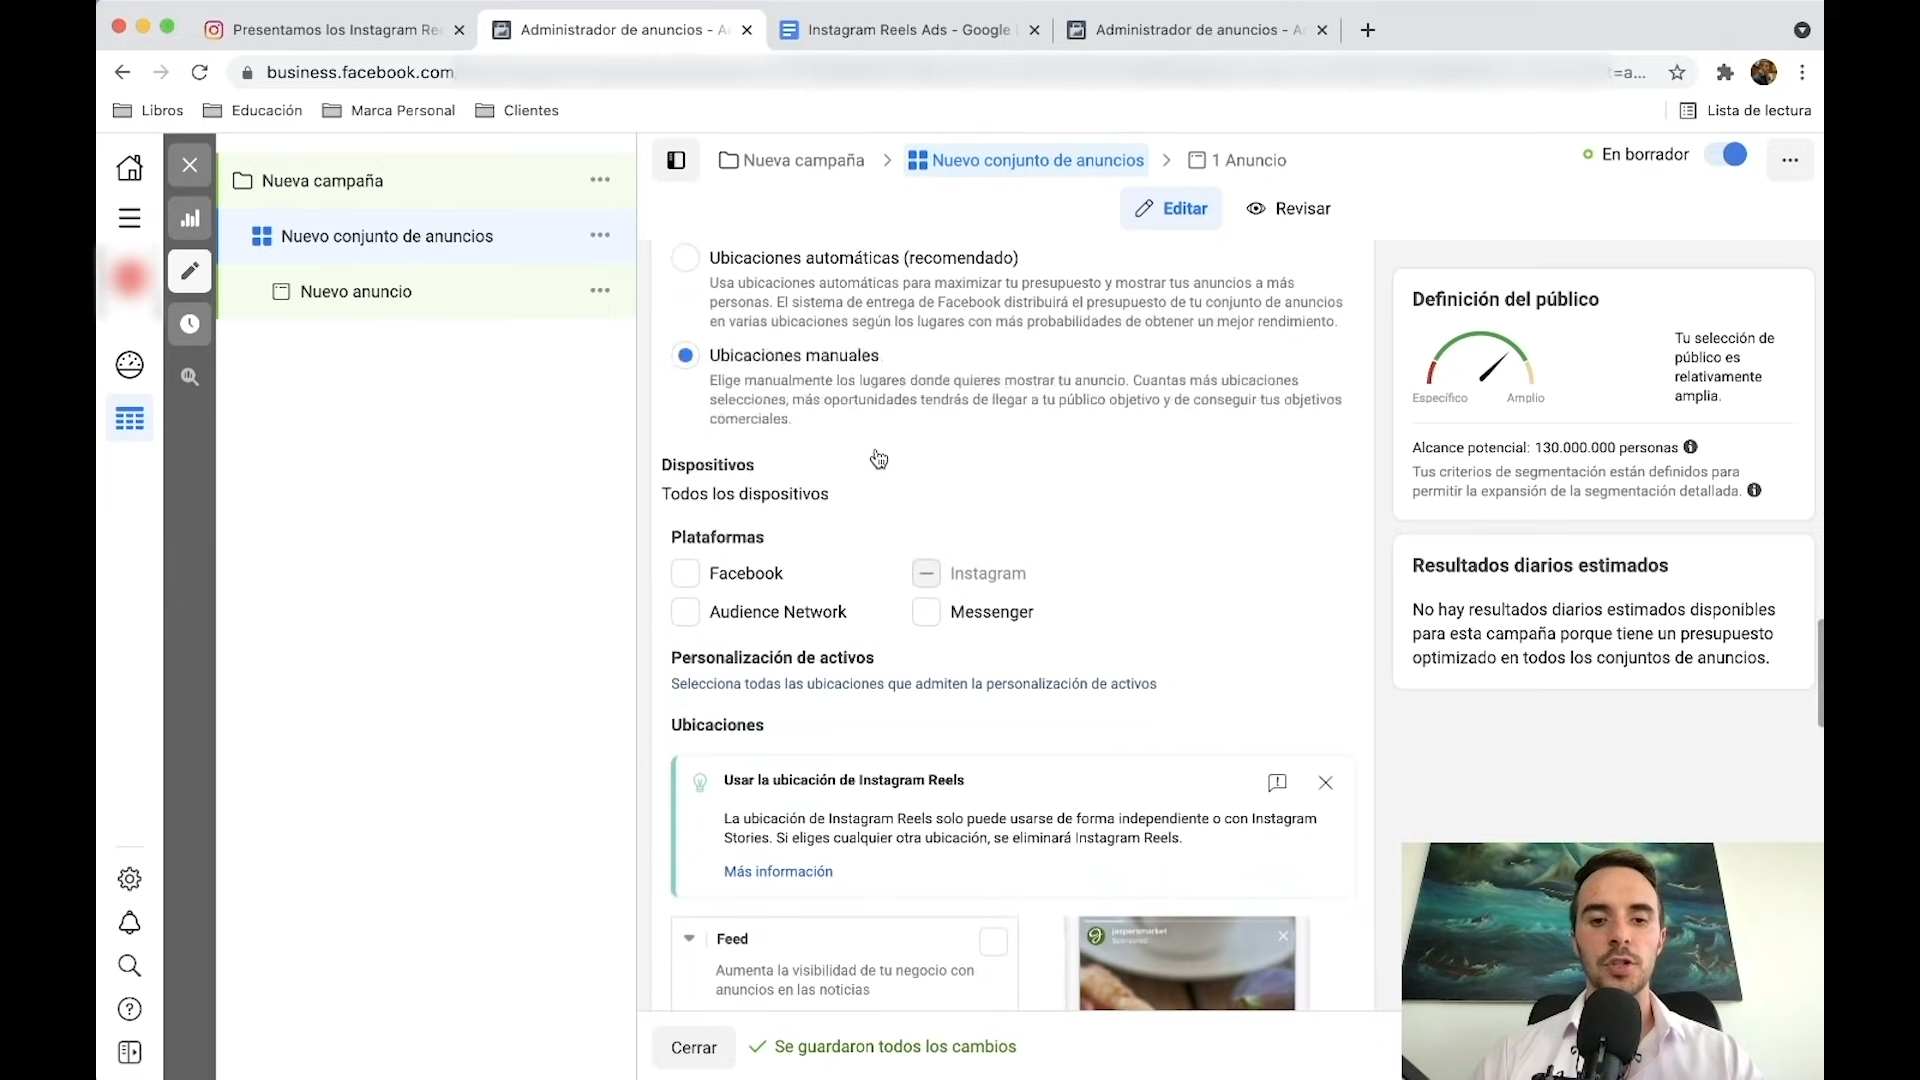 Presentamos los Instagram Re
Administrador de anuncios - A
Instagram Reels Ads - Google
Administrador de anuncios - A
business.facebook.com
=a...
Libros
Educación
Marca Personal
Clientes
Lista de lectura
Nueva campaña
Nuevo conjunto de anuncios
Nuevo anuncio
Nueva campaña
Nuevo conjunto de anuncios
1 Anuncio
En borrador
Editar
Revisar
Ubicaciones automáticas (recomendado)
Usa ubicaciones automáticas para maximizar tu presupuesto y mostrar tus anuncios a más
personas. El sistema de entrega de Facebook distribuirá el presupuesto de tu conjunto de anuncios
en varias ubicaciones según los lugares con más probabilidades de obtener un mejor rendimiento.
Ubicaciones manuales
Elige manualmente los lugares donde quieres mostrar tu anuncio. Cuantas más ubicaciones
selecciones, más oportunidades tendrás de llegar a tu público objetivo y de conseguir tus objetivos
comerciales.
Dispositivos
Todos los dispositivos
Plataformas
Facebook
Instagram
Audience Network
Messenger
Personalización de activos
Selecciona todas las ubicaciones que admiten la personalización de activos
Ubicaciones
Usar la ubicación de Instagram Reels
La ubicación de Instagram Reels solo puede usarse de forma independiente o con Instagram
Stories. Si eliges cualquier otra ubicación, se eliminará Instagram Reels.
Más información
Feed
Aumenta la visibilidad de tu negocio con
anuncios en las noticias
jaspersmarket
Sponsored
Cerrar
Se guardaron todos los cambios
Definición del público
Específico
Amplio
Tu selección de
público es
relativamente
amplia.
Alcance potencial: 130.000.000 personas
Tus criterios de segmentación están definidos para
permitir la expansión de la segmentación detallada.
Resultados diarios estimados
No hay resultados diarios estimados disponibles
para esta campaña porque tiene un presupuesto
optimizado en todos los conjuntos de anuncios.